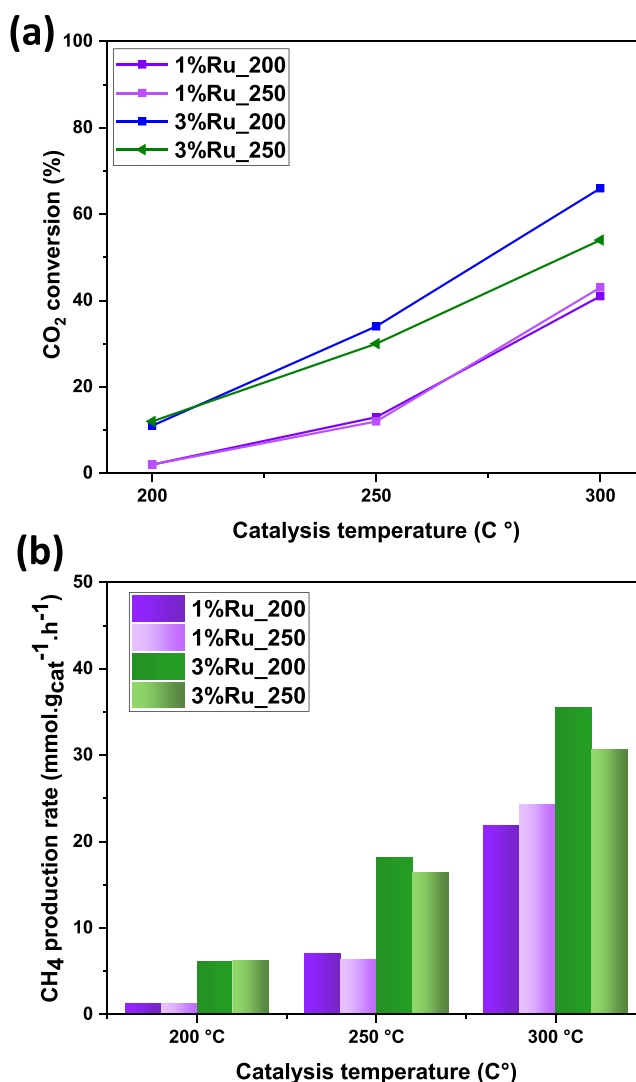 (a)
100
80
60
40
20
0
CO₂ conversion (%)
1%Ru_200
1%Ru_250
3%Ru_200
3%Ru_250
200
250
300
Catalysis temperature (C °)
(b)
50
40
30
20
10
0
CH₄ production rate (mmol.g_cat⁻¹.h⁻¹)
1%Ru_200
1%Ru_250
3%Ru_200
3%Ru_250
200 °C
250 °C
300 °C
Catalysis temperature (C°)